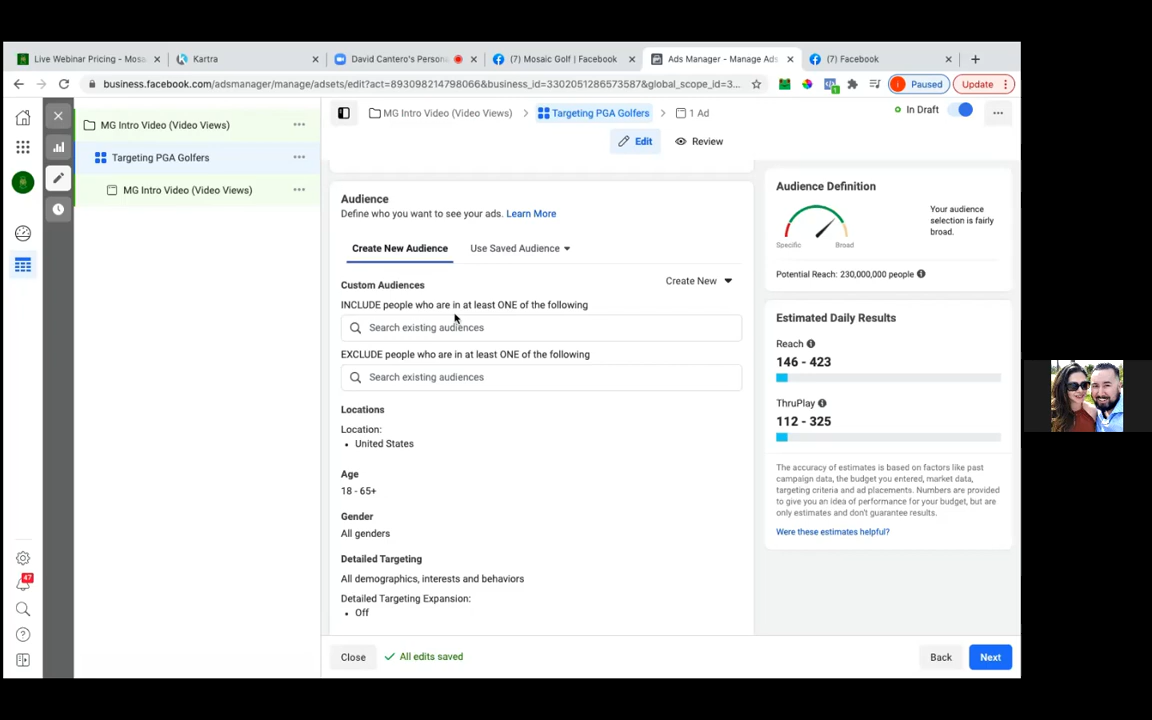 Live Webinar Pricing - Mosa
Kartra
David Cantero's Persona
(7) Mosaic Golf | Facebook
Ads Manager - Manage Ads
(7) Facebook
business.facebook.com/adsmanager/manage/adsets/edit?act=893098214798066&business_id=3302051286573587&global_scope_id=3...
Paused
Update
MG Intro Video (Video Views)
Targeting PGA Golfers
MG Intro Video (Video Views)
MG Intro Video (Video Views)
Targeting PGA Golfers
1 Ad
In Draft
Edit
Review
Audience
Define who you want to see your ads. Learn More
Create New Audience
Use Saved Audience
Custom Audiences
Create New
INCLUDE people who are in at least ONE of the following
Search existing audiences
EXCLUDE people who are in at least ONE of the following
Search existing audiences
Locations
Location:
United States
Age
18 - 65+
Gender
All genders
Detailed Targeting
All demographics, interests and behaviors
Detailed Targeting Expansion:
Off
Audience Definition
Specific
Broad
Your audience
selection is fairly
broad.
Potential Reach: 230,000,000 people
Estimated Daily Results
Reach
146 - 423
ThruPlay
112 - 325
The accuracy of estimates is based on factors like past
campaign data, the budget you entered, market data,
targeting criteria and ad placements. Numbers are provided
to give you an idea of performance for your budget, but are
only estimates and don't guarantee results.
Were these estimates helpful?
47
Close
All edits saved
Back
Next